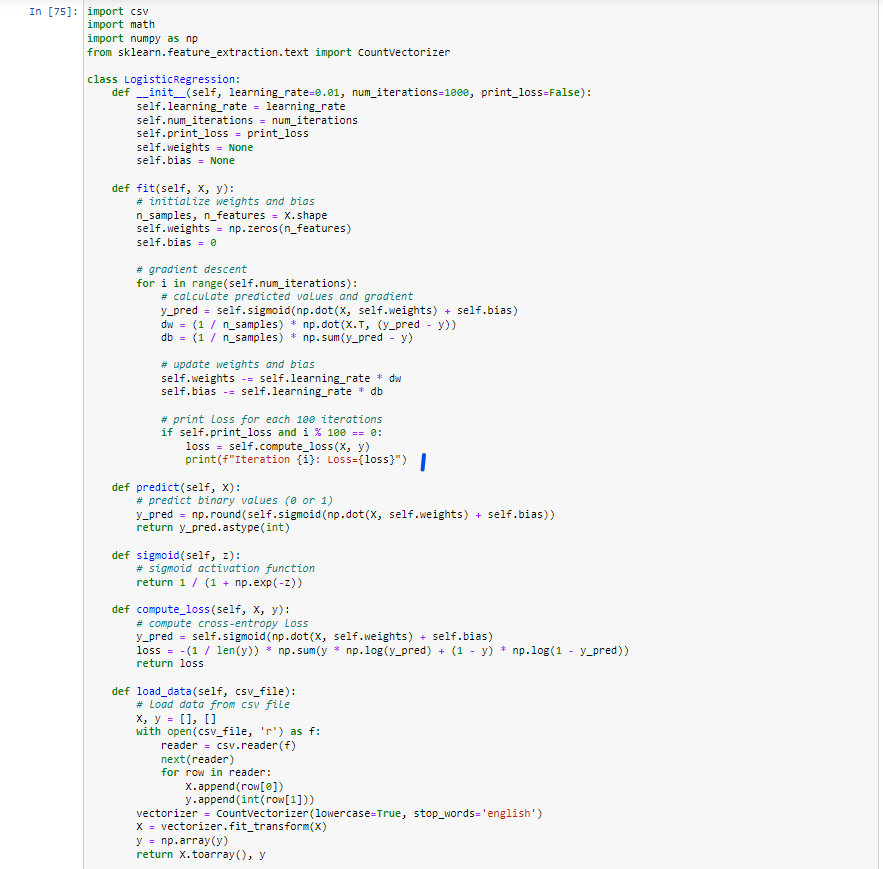 In [75]: import csv
import math
import numpy as np
from sklearn.feature_extraction.text import CountVectorizer

class LogisticRegression:
    def __init__(self, learning_rate=0.01, num_iterations=1000, print_loss=False):
        self.learning_rate = learning_rate
        self.num_iterations = num_iterations
        self.print_loss = print_loss
        self.weights = None
        self.bias = None

    def fit(self, X, y):
        # initialize weights and bias
        n_samples, n_features = X.shape
        self.weights = np.zeros(n_features)
        self.bias = 0

        # gradient descent
        for i in range(self.num_iterations):
            # calculate predicted values and gradient
            y_pred = self.sigmoid(np.dot(X, self.weights) + self.bias)
            dw = (1 / n_samples) * np.dot(X.T, (y_pred - y))
            db = (1 / n_samples) * np.sum(y_pred - y)

            # update weights and bias
            self.weights -= self.learning_rate * dw
            self.bias -= self.learning_rate * db

            # print loss for each 100 iterations
            if self.print_loss and i % 100 == 0:
                loss = self.compute_loss(X, y)
                print(f"Iteration {i}: Loss={loss}")

    def predict(self, X):
        # predict binary values (0 or 1)
        y_pred = np.round(self.sigmoid(np.dot(X, self.weights) + self.bias))
        return y_pred.astype(int)

    def sigmoid(self, z):
        # sigmoid activation function
        return 1 / (1 + np.exp(-z))

    def compute_loss(self, X, y):
        # compute cross-entropy loss
        y_pred = self.sigmoid(np.dot(X, self.weights) + self.bias)
        loss = -(1 / len(y)) * np.sum(y * np.log(y_pred) + (1 - y) * np.log(1 - y_pred))
        return loss

    def load_data(self, csv_file):
        # load data from csv file
        X, y = [], []
        with open(csv_file, 'r') as f:
            reader = csv.reader(f)
            next(reader)
            for row in reader:
                X.append(row[0])
                y.append(int(row[1]))
        vectorizer = CountVectorizer(lowercase=True, stop_words='english')
        X = vectorizer.fit_transform(X)
        y = np.array(y)
        return X.toarray(), y